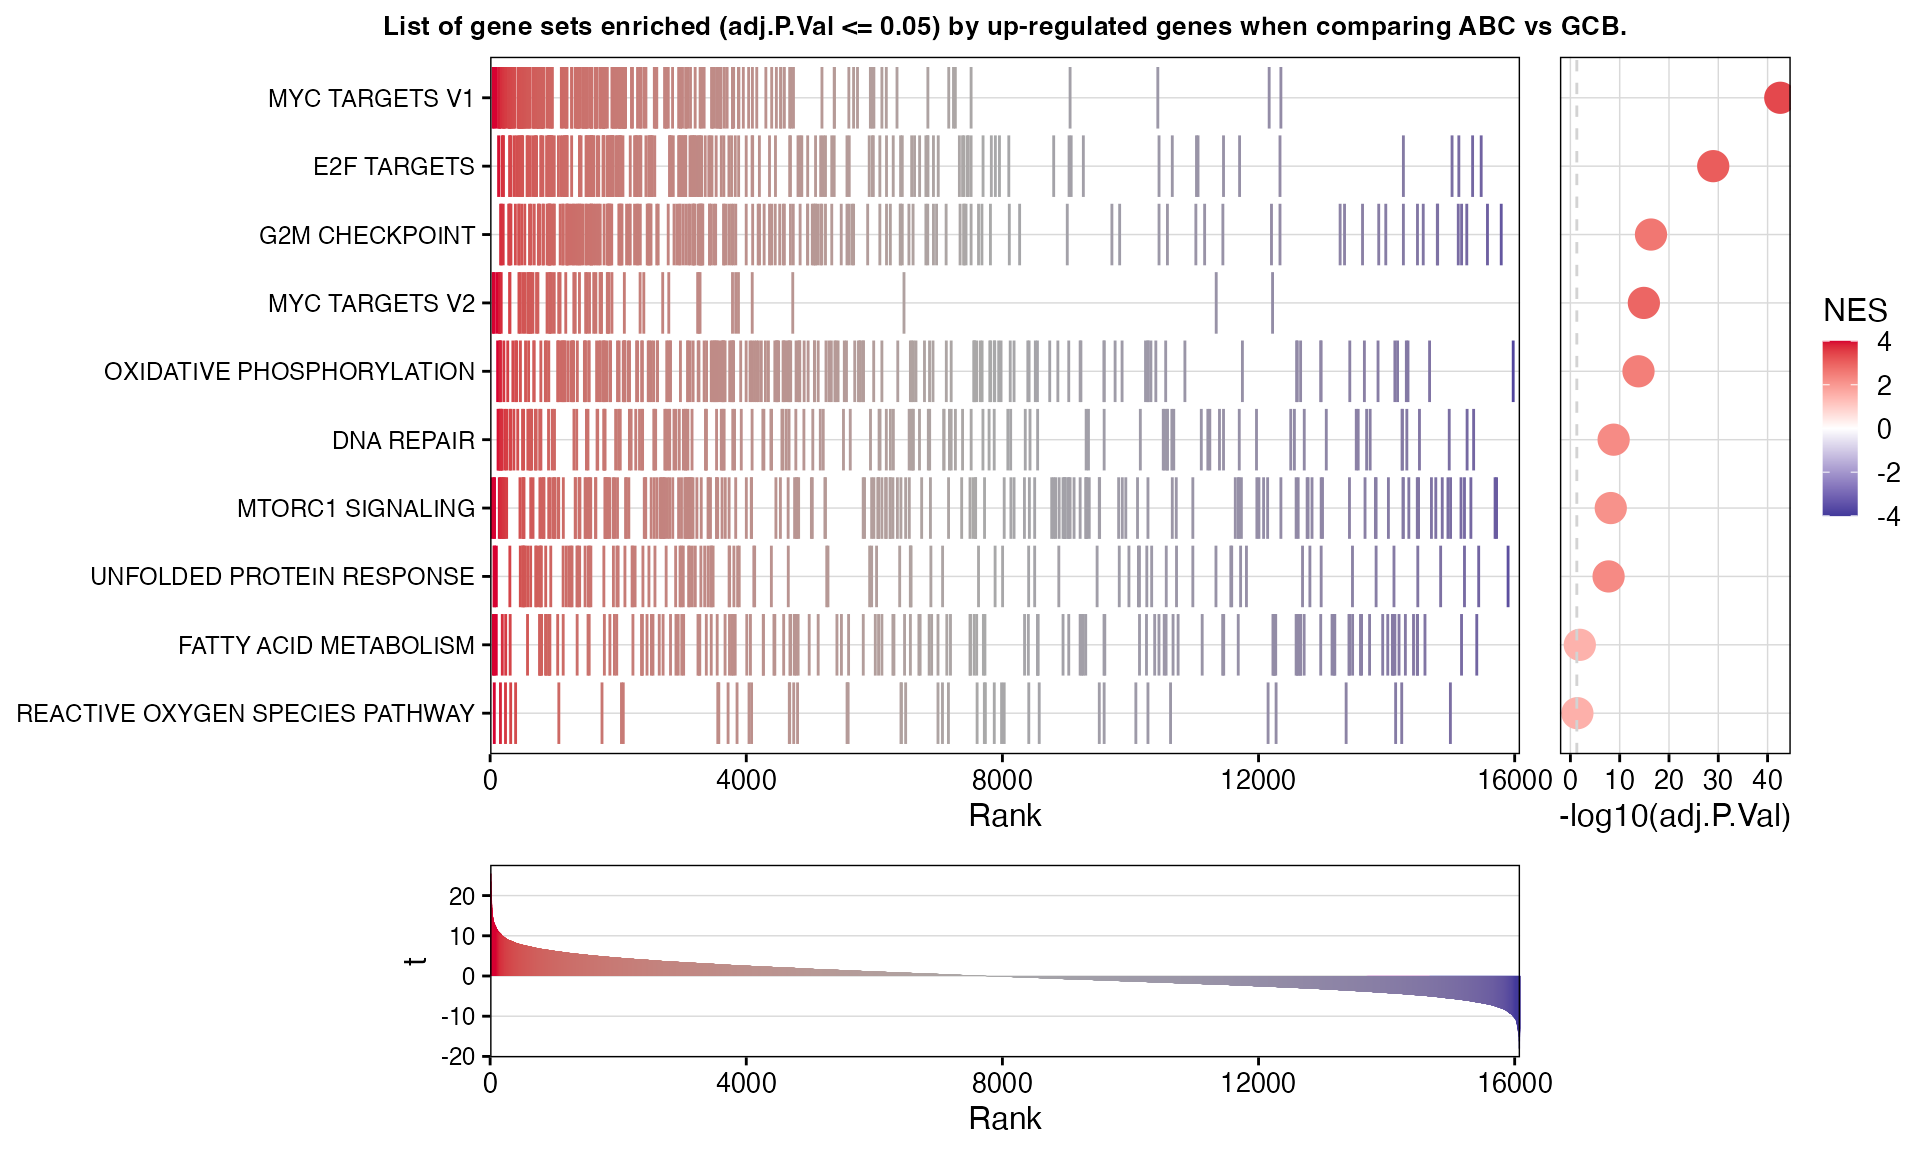 List of gene sets enriched (adj.P.Val <= 0.05) by up-regulated genes when comparing ABC vs GCB.
MYC TARGETS V1
E2F TARGETS
G2M CHECKPOINT
MYC TARGETS V2
OXIDATIVE PHOSPHORYLATION
DNA REPAIR
MTORC1 SIGNALING
UNFOLDED PROTEIN RESPONSE
FATTY ACID METABOLISM
REACTIVE OXYGEN SPECIES PATHWAY
0 4000 8000 12000 16000
Rank
0 10 20 30 40
-log10(adj.P.Val)
NES
4
2
0
-2
-4
t
20
10
0
-10
-20
0 4000 8000 12000 16000
Rank